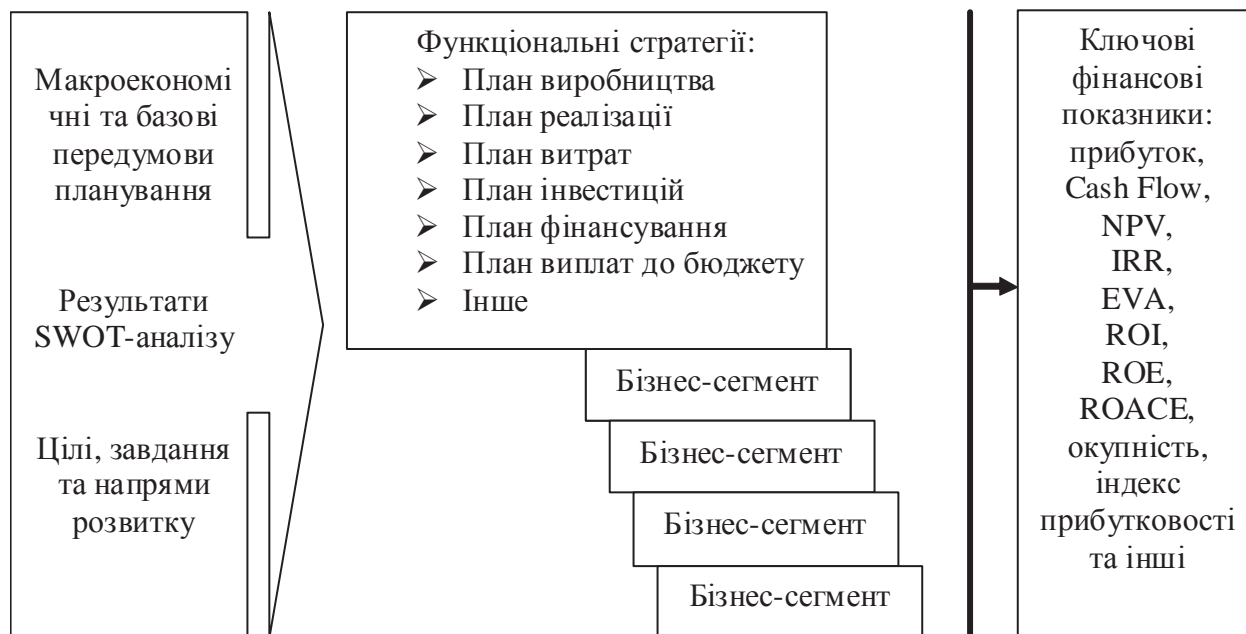 Макроекономі
чні та базові
передумови
планування
Результати
SWOT-аналізу
Цілі, завдання
та напрями
розвитку
Функціональні стратегії:
➢ План виробництва
➢ План реалізації
➢ План витрат
➢ План інвестицій
➢ План фінансування
➢ План виплат до бюджету
➢ Інше
Бізнес-сегмент
Бізнес-сегмент
Бізнес-сегмент
Бізнес-сегмент
Ключові
фінансові
показники:
прибуток,
Cash Flow,
NPV,
IRR,
EVA,
ROI,
ROE,
ROACE,
окупність,
індекс
прибутковості
та інші